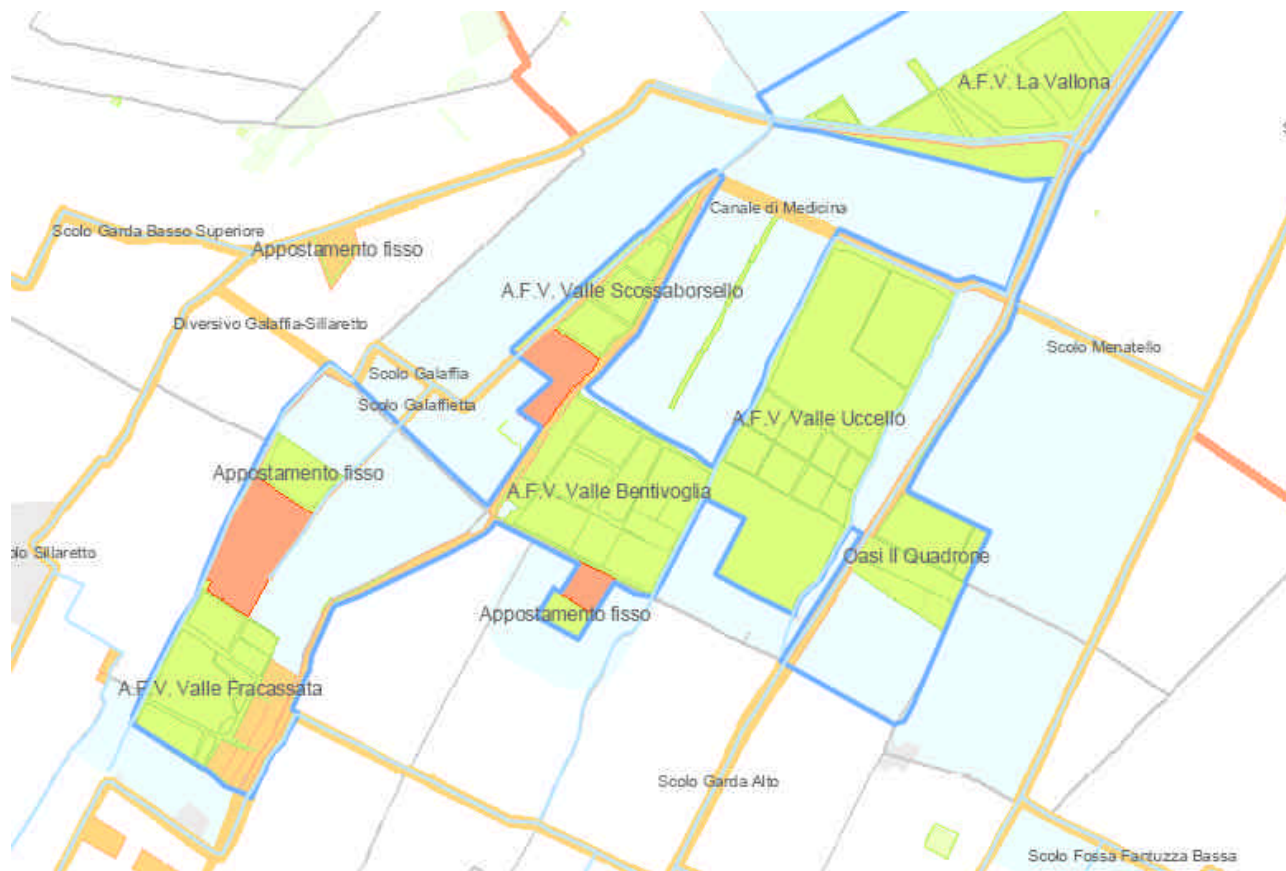 A.F.V. La Vallona
Canale di Medicina
Scolo Garda Basso Superiore
Appostamento fisso
A.F.V. Valle Scossaborsello
Diversivo Galaffia-Sillaretto
Scolo Menatello
Scolo Galaffia
Scolo Galaffietta
A.F.V. Valle Uccello
Appostamento fisso
A.F.V. Valle Bentivoglia
Sillaretto
Oasi Il Quadrone
Appostamento fisso
A.F.V. Valle Fracassata
Scolo Garda Alto
Scolo Fossa Fantuzza Bassa